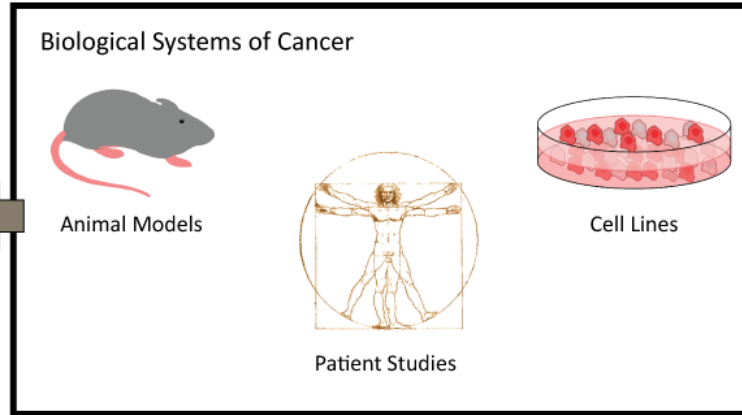 Biological Systems of Cancer
Animal Models
Cell Lines
Patient Studies